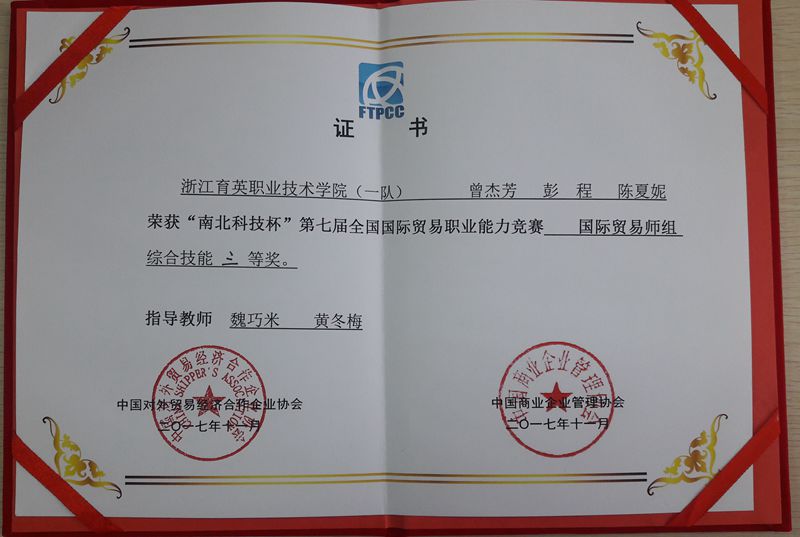 FTPCC
证 书
浙江育英职业技术学院（一队） 曾杰芳 彭 程 陈夏妮
荣获“南北科技杯”第七届全国国际贸易职业能力竞赛 国际贸易师组
综合技能 三 等奖。
指导教师 魏巧米 黄冬梅
中国对外贸易经济合作企业协会
二〇一七年十一月
中国商业企业管理协会
二〇一七年十一月